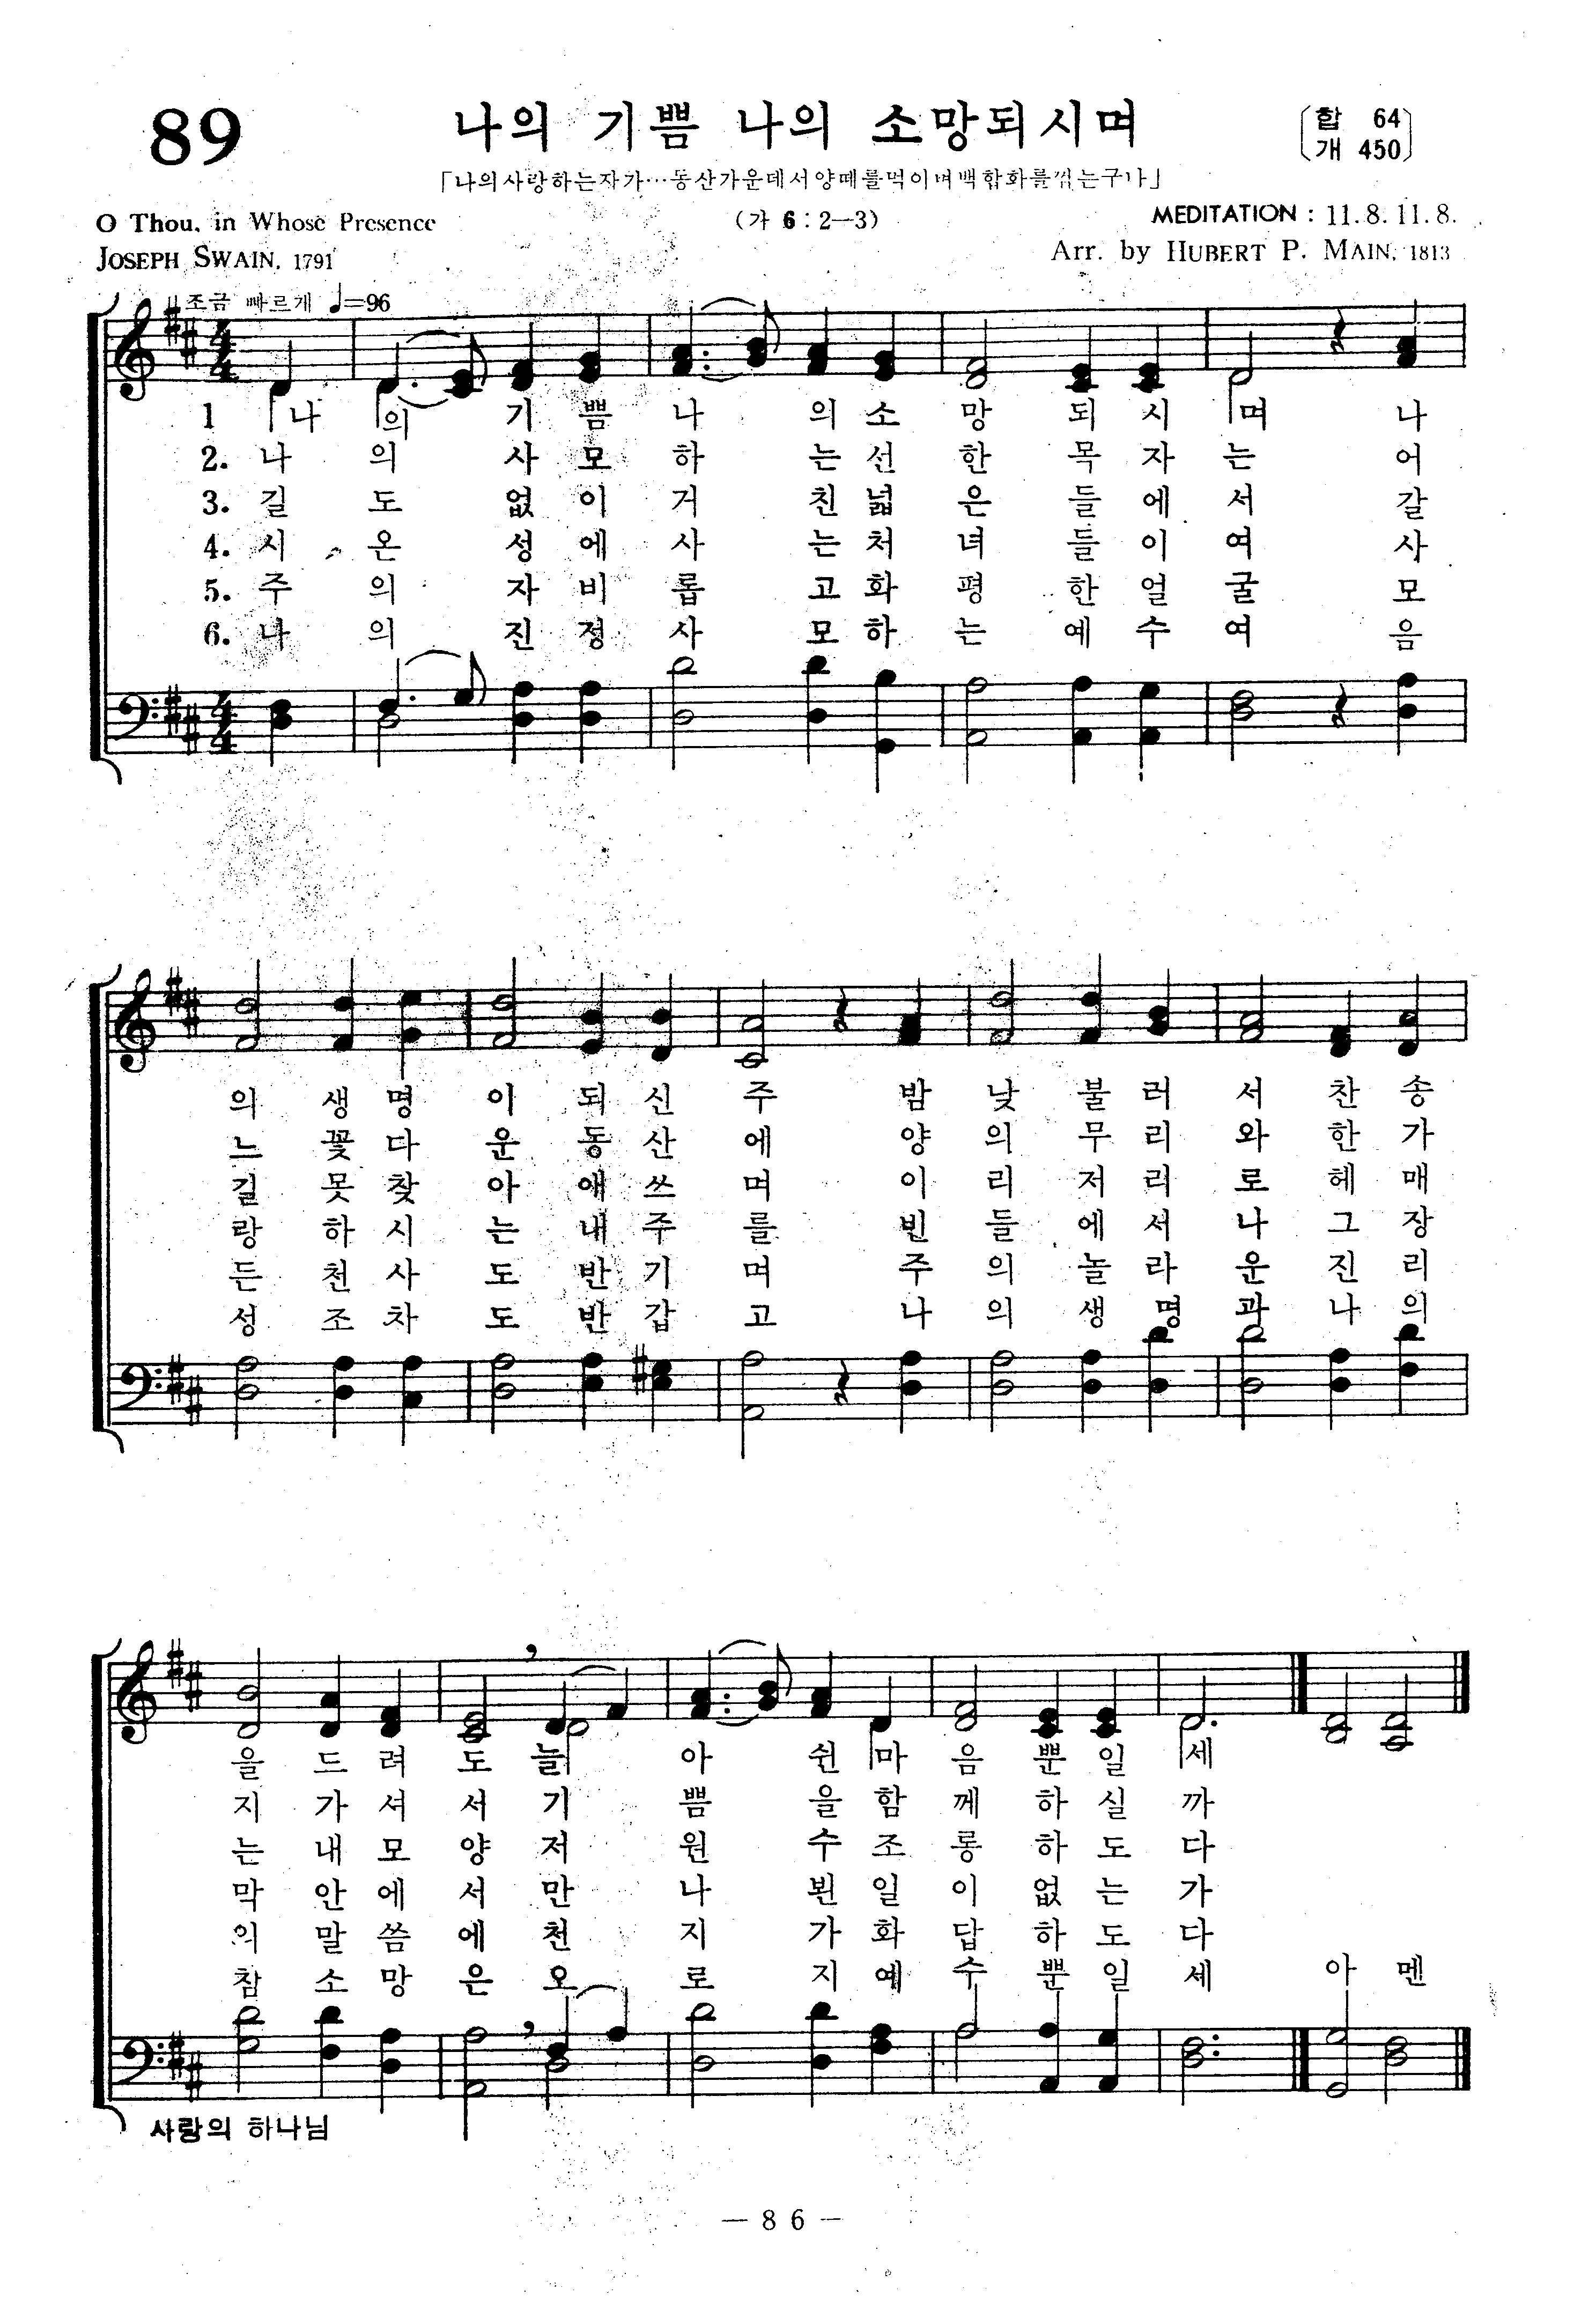 89
나의 기쁨 나의 소망되시며
합 64
개 450
「나의사랑하는자가…동산가운데서양떼를먹이며백합화를꺾는구나」
O Thou, in Whose Presence
(가 6 : 2—3)
MEDITATION : 11. 8. 11. 8.
JOSEPH SWAIN, 1791
Arr. by HUBERT P. MAIN, 1813
조금 빠르게 ♩=96
1 나 의 기 쁨 나 의 소 망 되 시 며 나
2. 나 의 사 모 하 는 선 한 목 자 는 어
3. 길 도 없 이 거 친 넓 은 들 에 서 갈
4. 시 온 성 에 사 는 처 녀 들 이 여 사
5. 주 의 자 비 롭 고 화 평 한 얼 굴 모
6. 나 의 진 정 사 모 하 는 예 수 여 음
의 생 명 이 되 신 주 밤 낮 불 러 서 찬 송
느 꽃 다 운 동 산 에 양 의 무 리 와 한 가
길 못 찾 아 애 쓰 며 이 리 저 리 로 헤 매
랑 하 시 는 내 주 를 빈 들 에 서 나 그 장
든 천 사 도 반 기 며 주 의 놀 라 운 진 리
성 조 차 도 반 갑 고 나 의 생 명 과 나 의
을 드 려 도 늘 아 쉰 마 음 뿐 일 세
지 가 셔 서 기 쁨 을 함 께 하 실 까
는 내 모 양 저 원 수 조 롱 하 도 다
막 안 에 서 만 나 뵌 일 이 없 는 가
의 말 씀 에 천 지 가 화 답 하 도 다
참 소 망 은 오 로 지 예 수 뿐 일 세 아 멘
사랑의 하나님
— 86 —